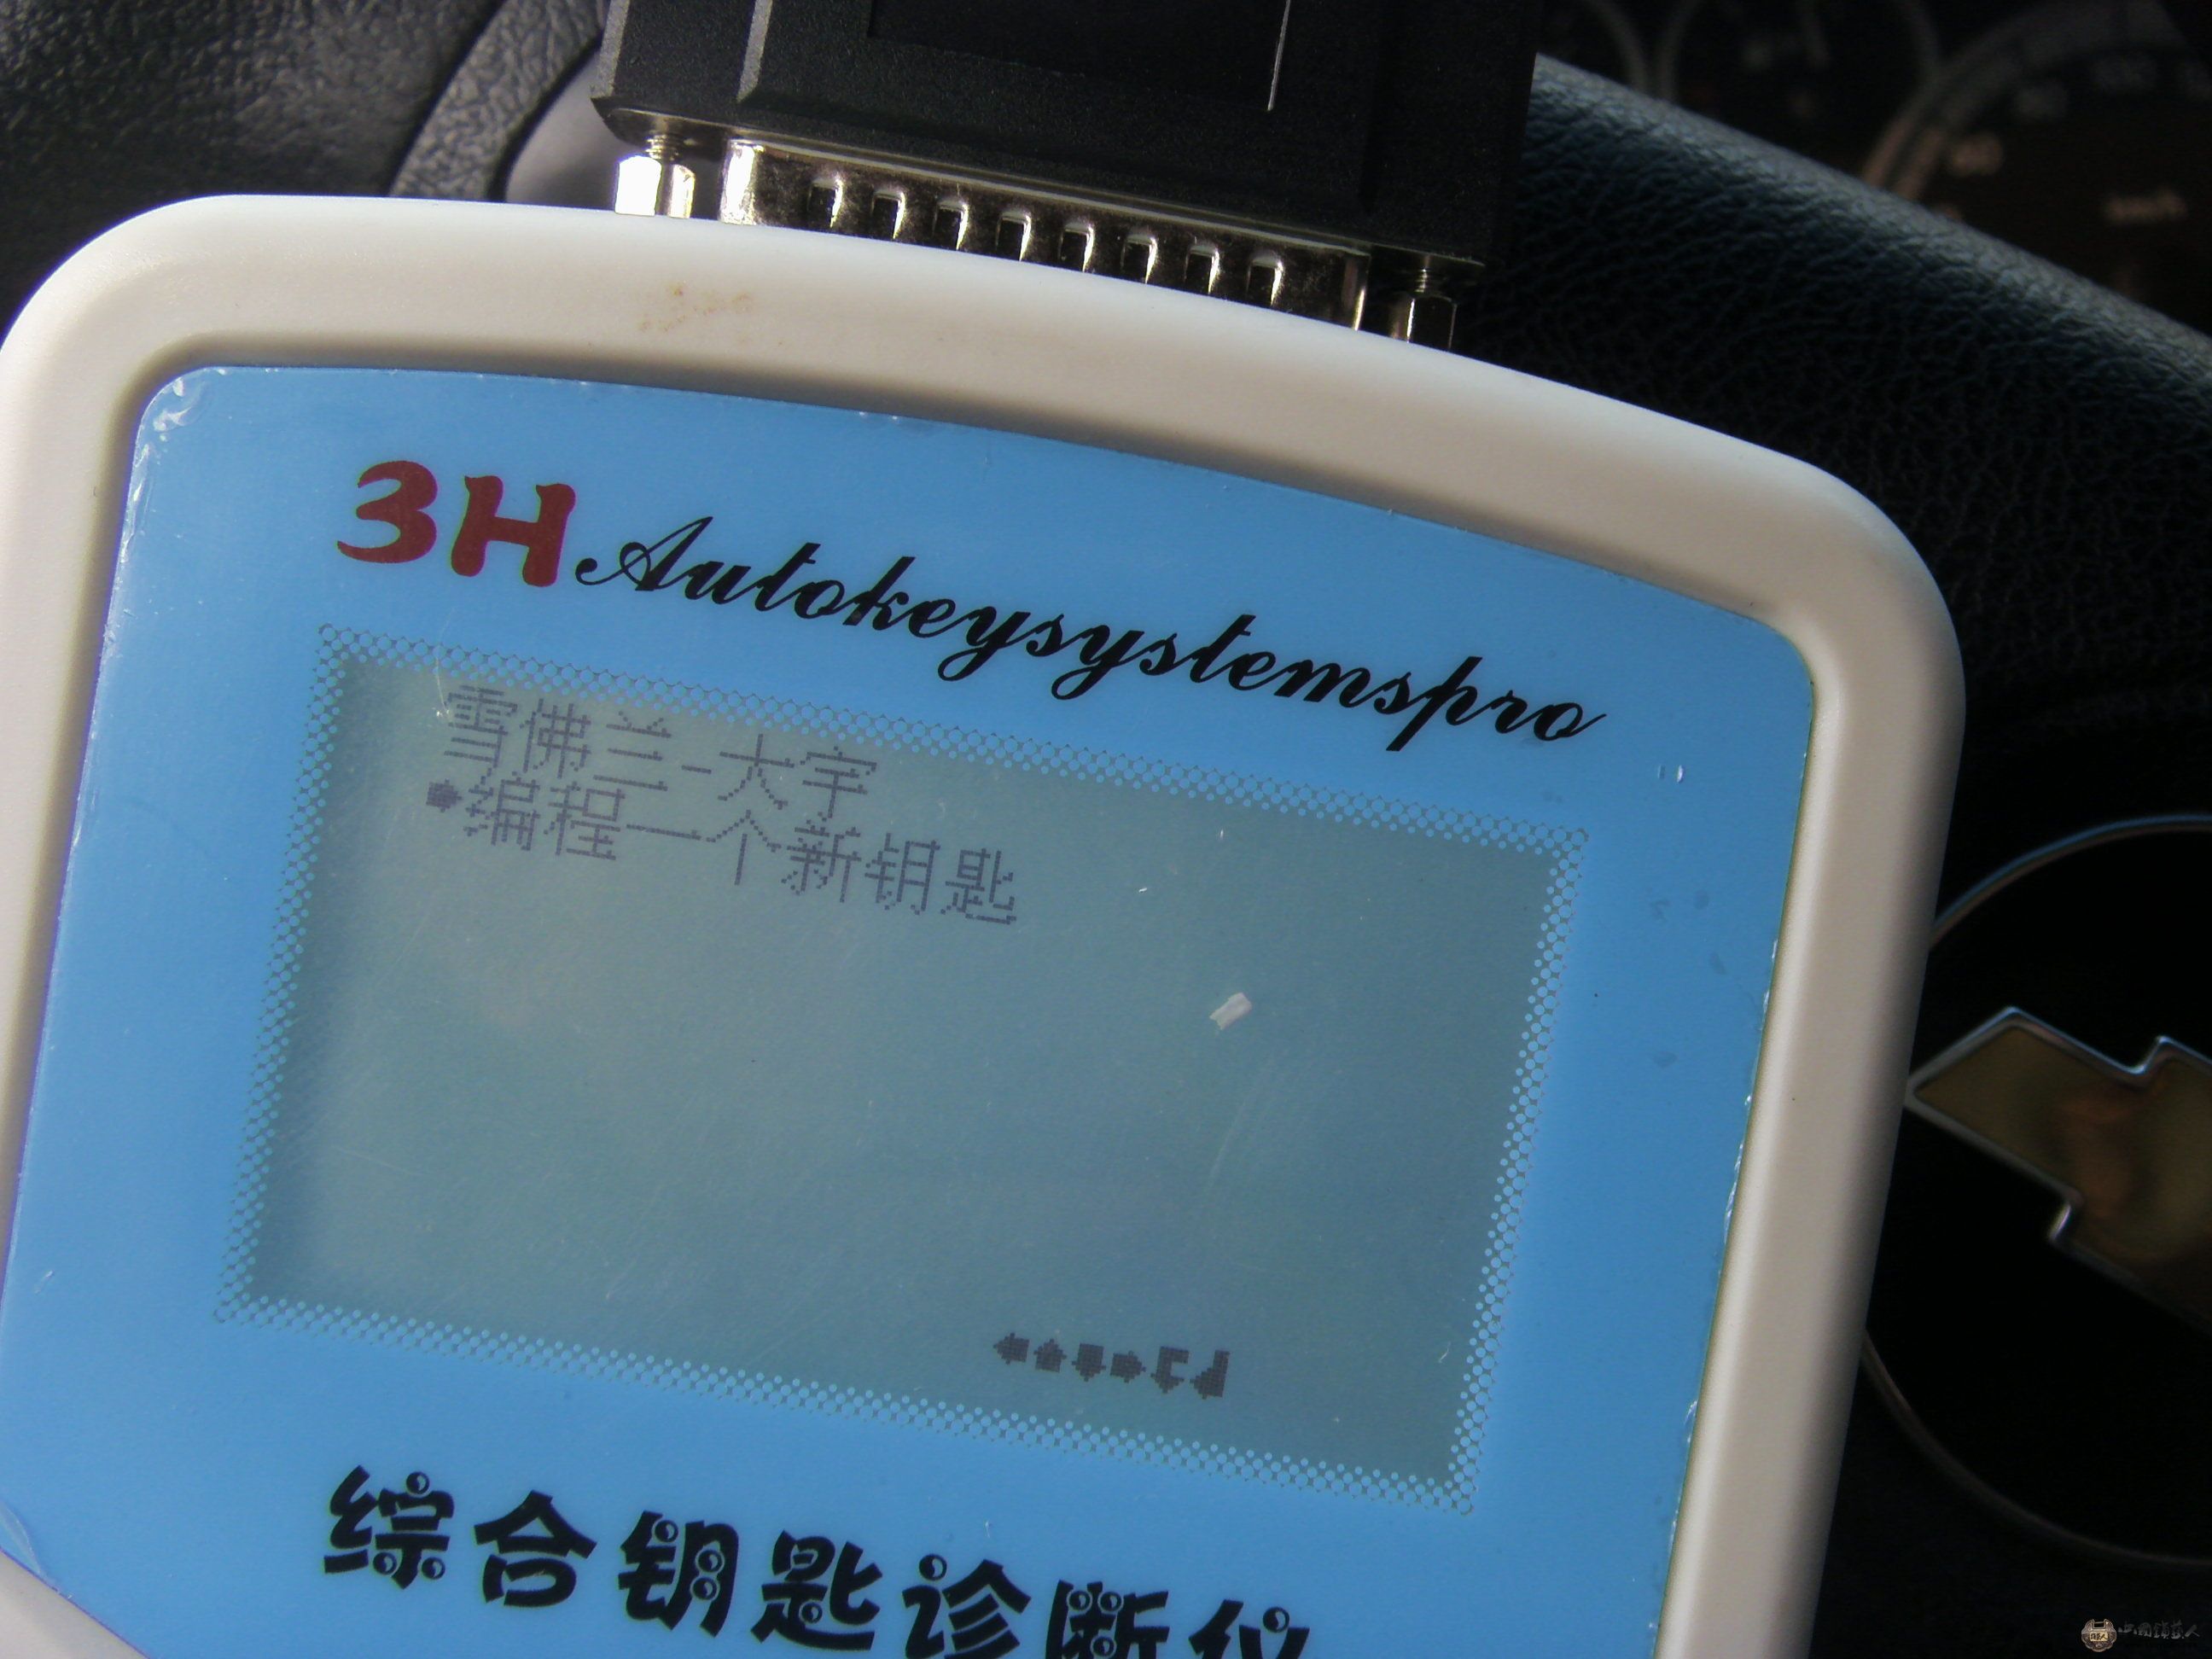 3H Autokeysystemspro
雪佛兰-大宇
编程一个新钥匙
综合钥匙诊断仪